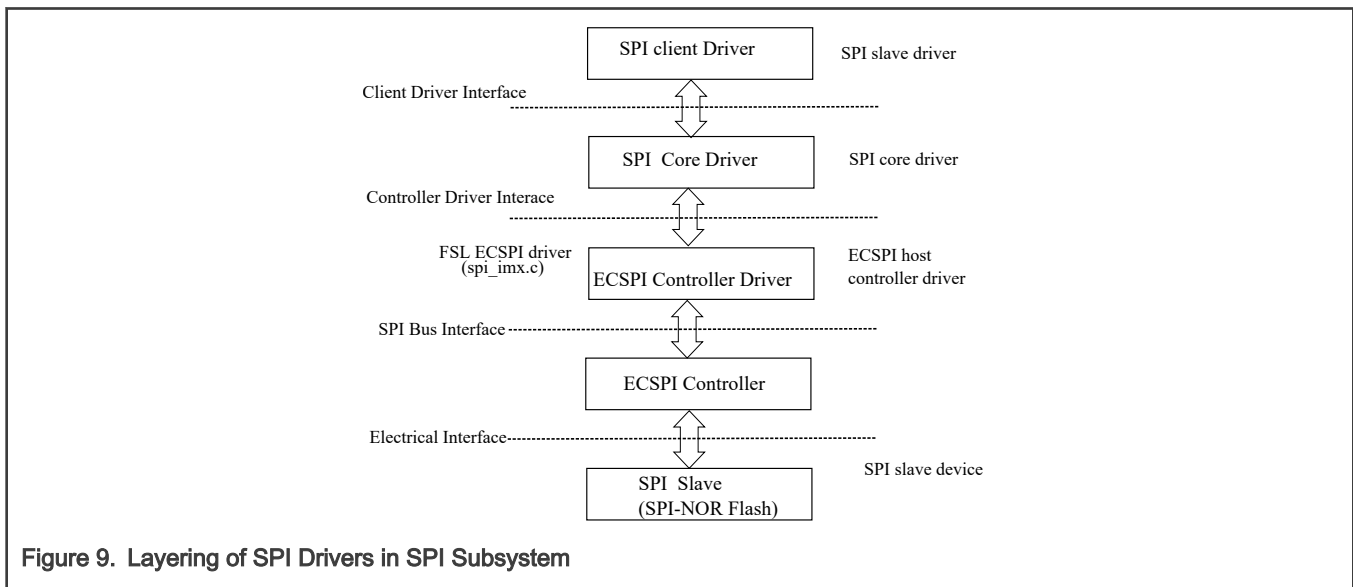 SPI client Driver
SPI slave driver
Client Driver Interface
SPI Core Driver
SPI core driver
Controller Driver Interace
FSL ECSPI driver
(spi_imx.c)
ECSPI Controller Driver
ECSPI host
controller driver
SPI Bus Interface
ECSPI Controller
Electrical Interface
SPI slave device
SPI Slave
(SPI-NOR Flash)
Figure 9. Layering of SPI Drivers in SPI Subsystem